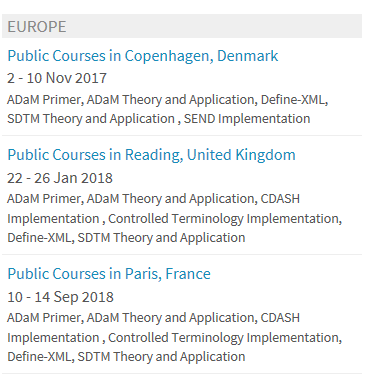 EUROPE
Public Courses in Copenhagen, Denmark
2 - 10 Nov 2017
ADaM Primer, ADaM Theory and Application, Define-XML,
SDTM Theory and Application , SEND Implementation
Public Courses in Reading, United Kingdom
22 - 26 Jan 2018
ADaM Primer, ADaM Theory and Application, CDASH
Implementation , Controlled Terminology Implementation,
Define-XML, SDTM Theory and Application
Public Courses in Paris, France
10 - 14 Sep 2018
ADaM Primer, ADaM Theory and Application, CDASH
Implementation , Controlled Terminology Implementation,
Define-XML, SDTM Theory and Application